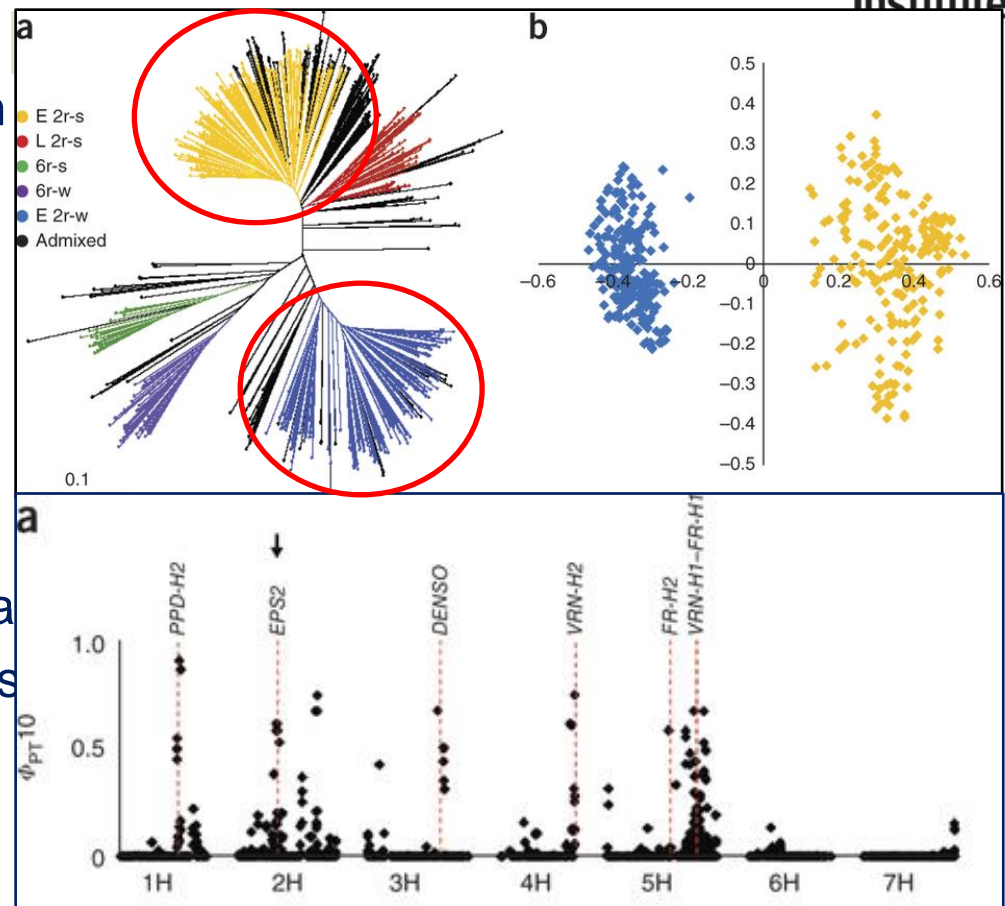 a
E 2r-s
L 2r-s
6r-s
6r-w
E 2r-w
Admixed
0.1
b
0.5
0.4
0.3
0.2
0.1
0
−0.1
−0.2
−0.3
−0.4
−0.5
−0.6 −0.4 −0.2 0 0.2 0.4 0.6
a
PPD-H2
EPS2
DENSO
VRN-H2
FR-H2
VRN-H1–FR-H1
ΦPT10
1.0
0.5
0
1H 2H 3H 4H 5H 6H 7H
a
s